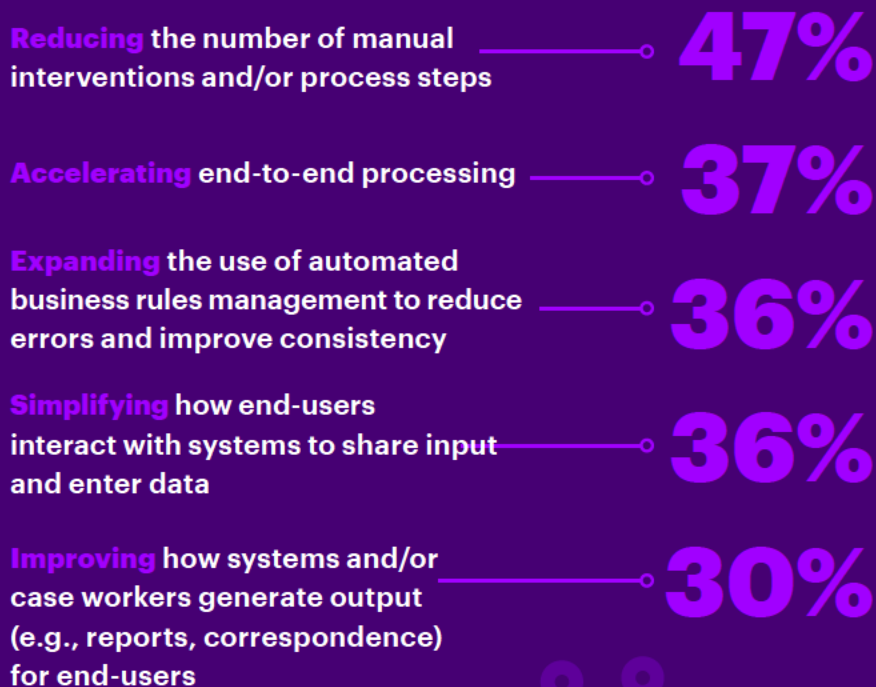 Reducing the number of manual
interventions and/or process steps
47%
Accelerating end-to-end processing
37%
Expanding the use of automated
business rules management to reduce
errors and improve consistency
36%
Simplifying how end-users
interact with systems to share input
and enter data
36%
Improving how systems and/or
case workers generate output
(e.g., reports, correspondence)
for end-users
30%